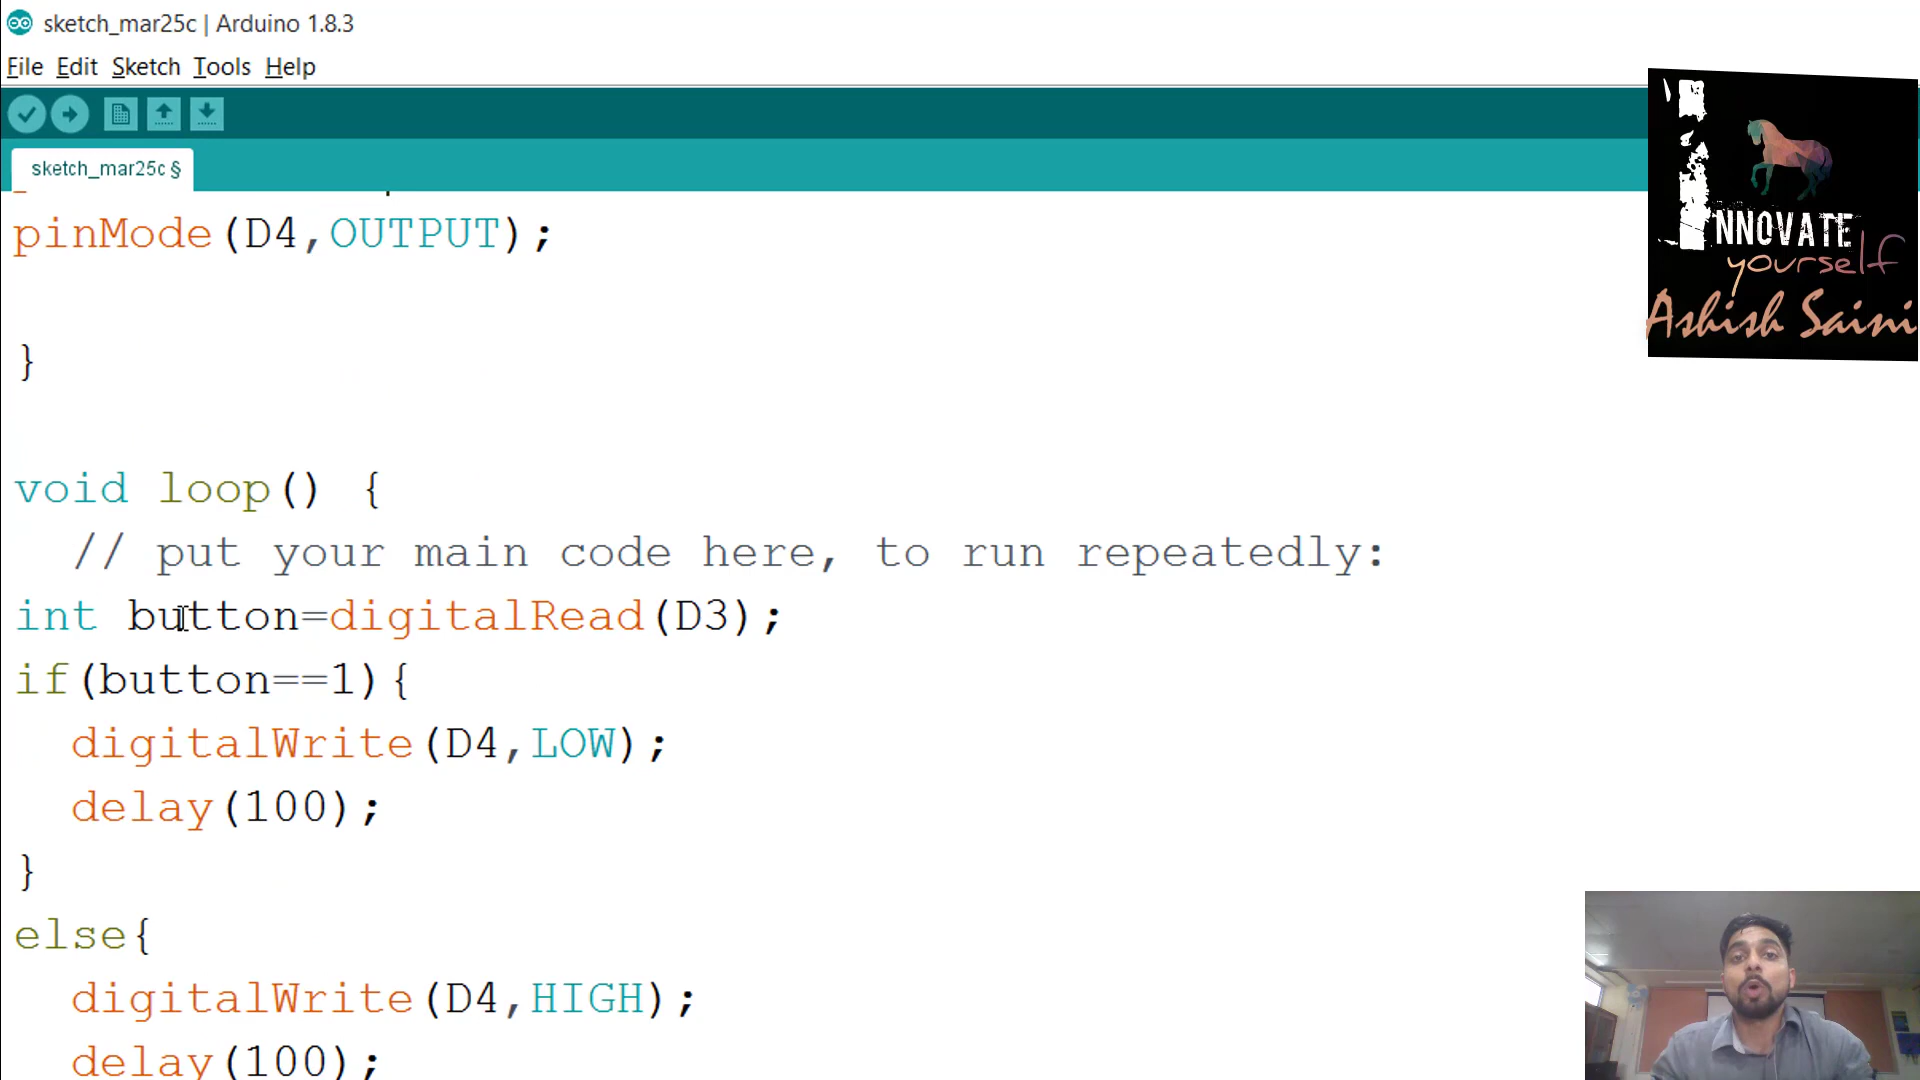 sketch_mar25c | Arduino 1.8.3
File Edit Sketch Tools Help
sketch_mar25c §
pinMode(D4,OUTPUT);
}
void loop() {
// put your main code here, to run repeatedly:
int button=digitalRead(D3);
if(button==1){
digitalWrite(D4,LOW);
delay(100);
}
else{
digitalWrite(D4,HIGH);
delay(100);
INNOVATE
yourself
Ashish Saini